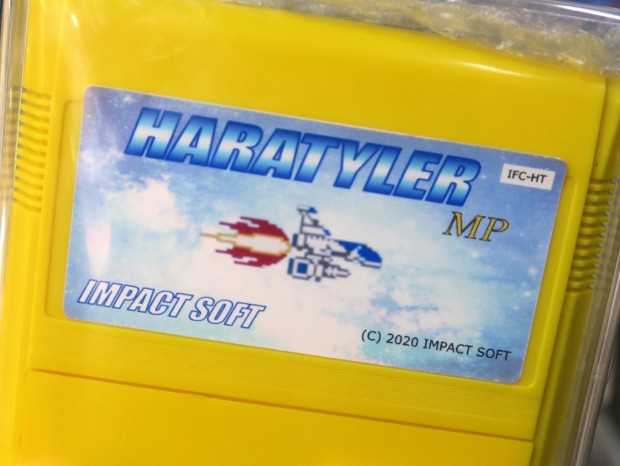 HARATYLER
IFC-HT
MP
IMPACT SOFT
(C) 2020 IMPACT SOFT